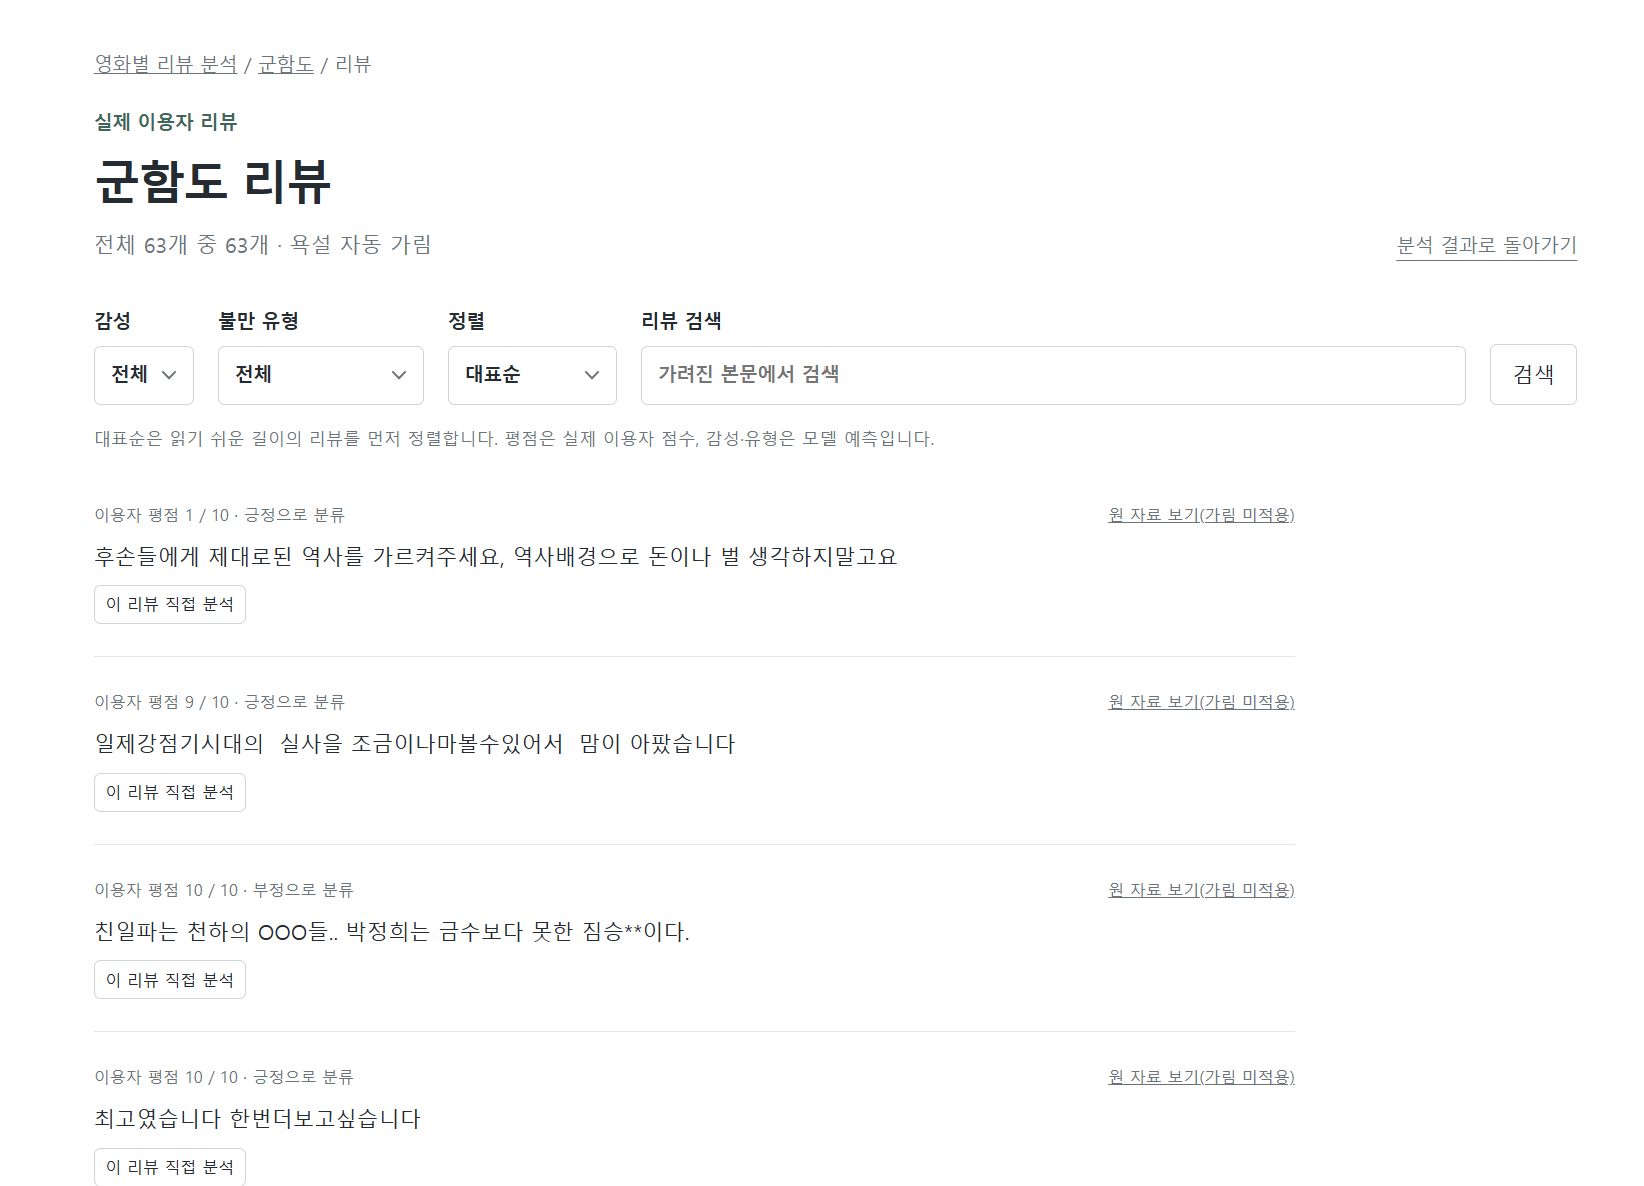 영화별 리뷰 분석 / 군함도 / 리뷰
실제 이용자 리뷰
군함도 리뷰
전체 63개 중 63개 · 욕설 자동 가림
분석 결과로 돌아가기
감성 불만 유형 정렬 리뷰 검색
전체 전체 대표순 가려진 본문에서 검색 검색
대표순은 읽기 쉬운 길이의 리뷰를 먼저 정렬합니다. 평점은 실제 이용자 점수, 감성·유형은 모델 예측입니다.
이용자 평점 1 / 10 · 긍정으로 분류 원 자료 보기(가림 미적용)
후손들에게 제대로된 역사를 가르켜주세요, 역사배경으로 돈이나 벌 생각하지말고요
이 리뷰 직접 분석
이용자 평점 9 / 10 · 긍정으로 분류 원 자료 보기(가림 미적용)
일제강점기시대의  실사을 조금이나마볼수있어서  맘이 아팠습니다
이 리뷰 직접 분석
이용자 평점 10 / 10 · 부정으로 분류 원 자료 보기(가림 미적용)
친일파는 천하의 OOO들.. 박정희는 금수보다 못한 짐승**이다.
이 리뷰 직접 분석
이용자 평점 10 / 10 · 긍정으로 분류 원 자료 보기(가림 미적용)
최고였습니다 한번더보고싶습니다
이 리뷰 직접 분석